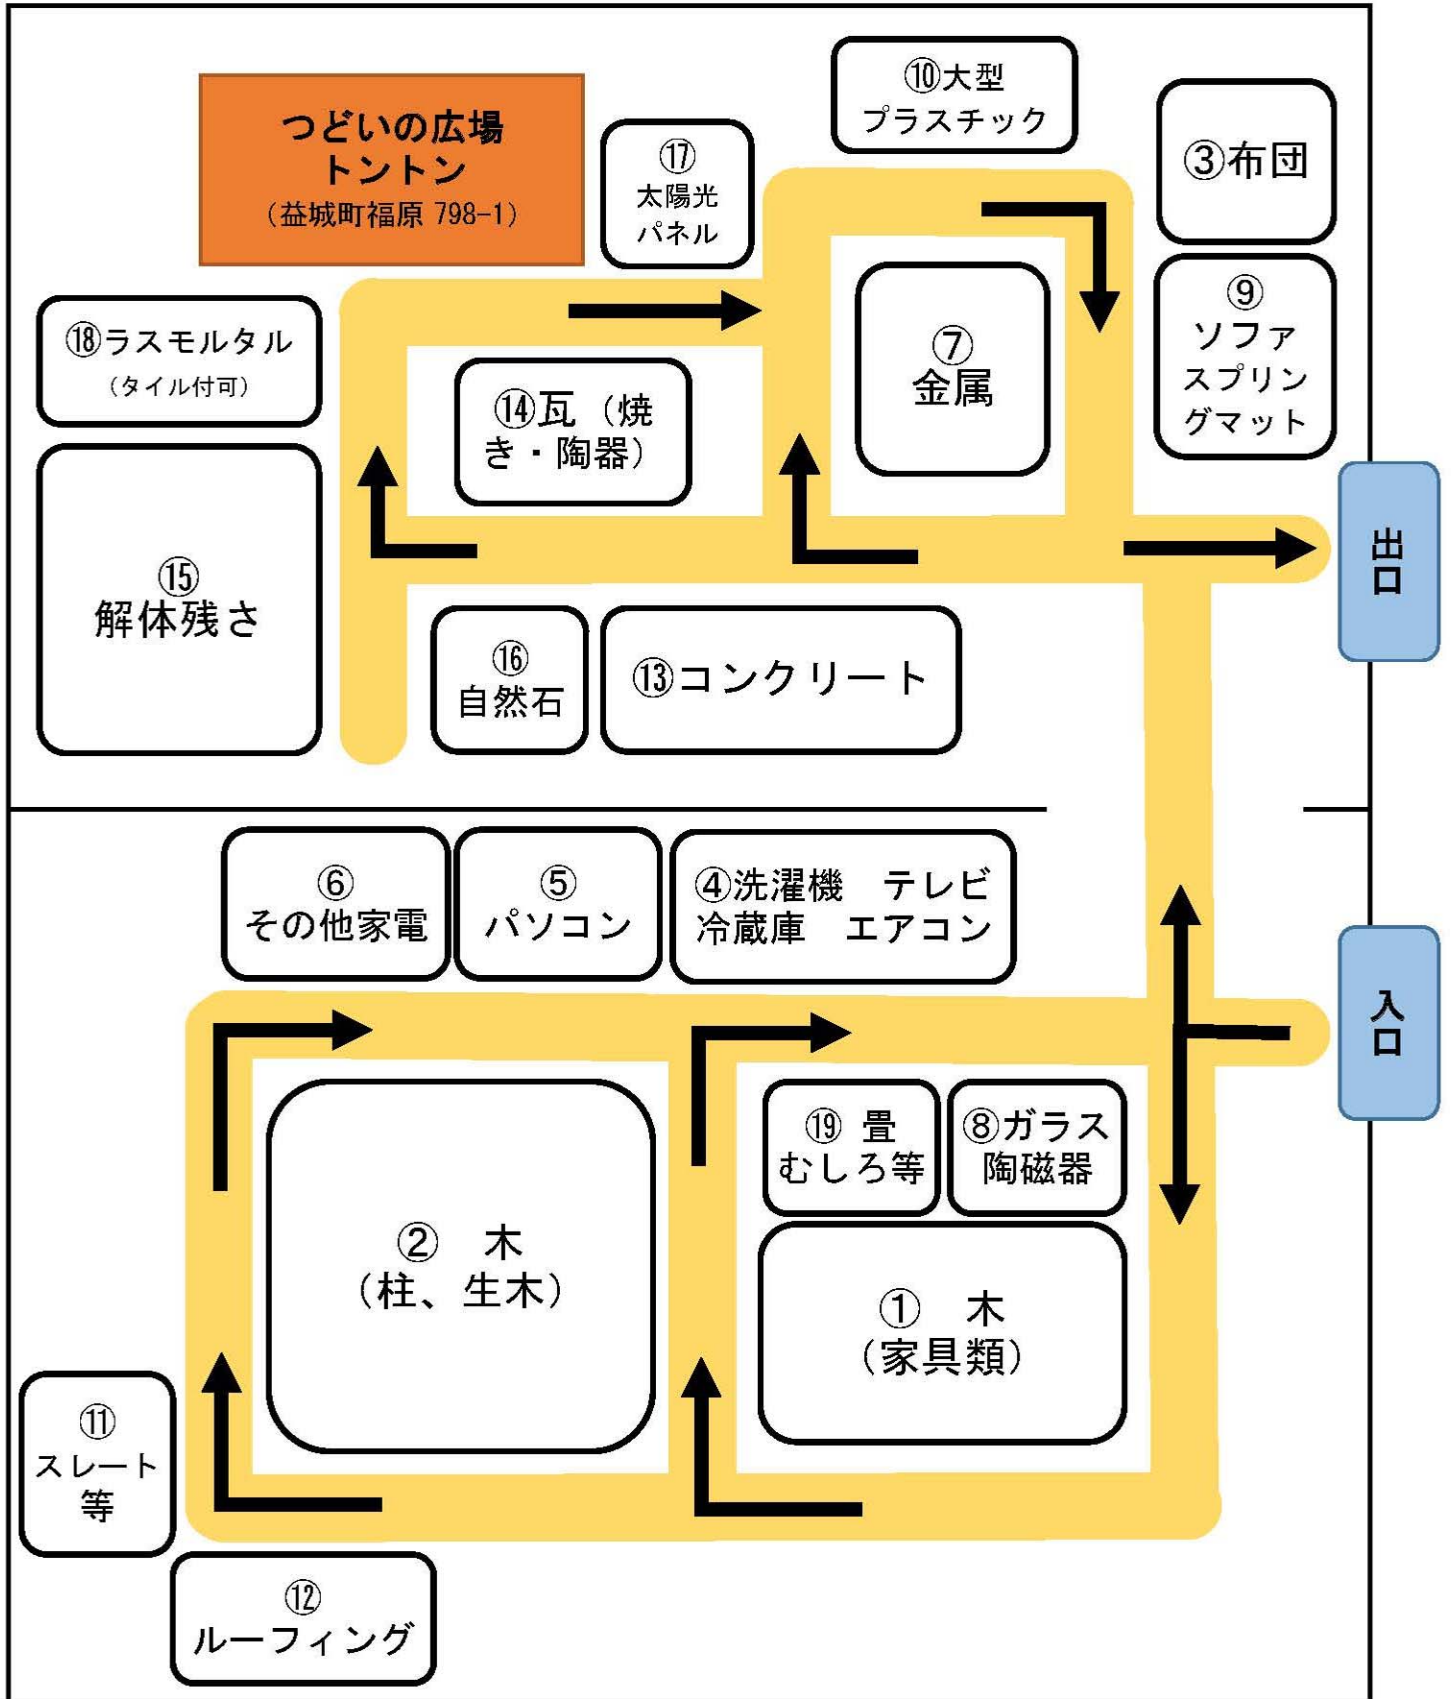 つどいの広場
トントン
（益城町福原 798-1）
⑰
太陽光
パネル
⑩大型
プラスチック
③布団
⑨
ソファ
スプリン
グマット
⑦
金属
⑱ラスモルタル
（タイル付可）
⑭瓦（焼
き・陶器）
⑮
解体残さ
⑯
自然石
⑬コンクリート
出口
⑥
その他家電
⑤
パソコン
④洗濯機　テレビ
冷蔵庫　エアコン
入口
⑲ 畳
むしろ等
⑧ガラス
陶磁器
②　木
（柱、生木）
①　木
（家具類）
⑪
スレート
等
⑫
ルーフィング